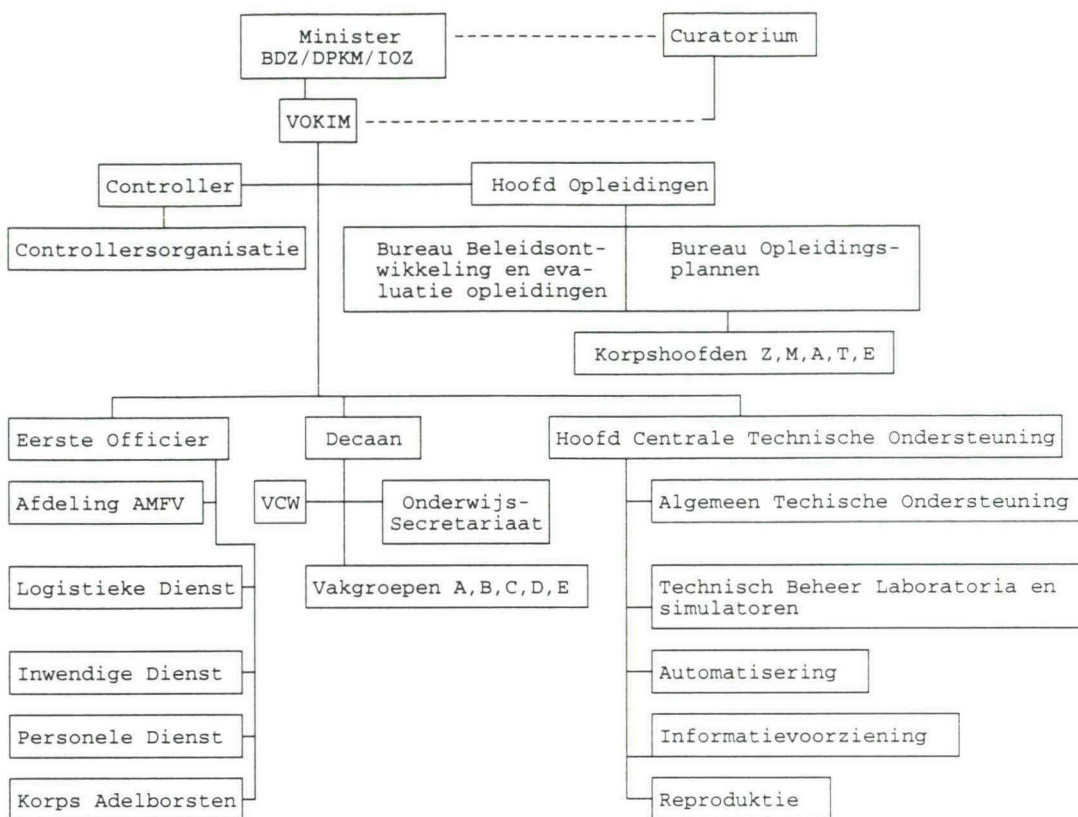 Minister
BDZ/DPKM/IOZ
Curatorium
VOKIM
Controller
Hoofd Opleidingen
Controllersorganisatie
Bureau Beleidsont-
wikkeling en eva-
luatie opleidingen
Bureau Opleidings-
plannen
Korpshoofden Z,M,A,T,E
Eerste Officier
Decaan
Hoofd Centrale Technische Ondersteuning
Afdeling AMFV
VCW
Onderwijs-
Secretariaat
Algemeen Techische Ondersteuning
Logistieke Dienst
Vakgroepen A,B,C,D,E
Technisch Beheer Laboratoria en
simulatoren
Inwendige Dienst
Automatisering
Personele Dienst
Informatievoorziening
Korps Adelborsten
Reproduktie